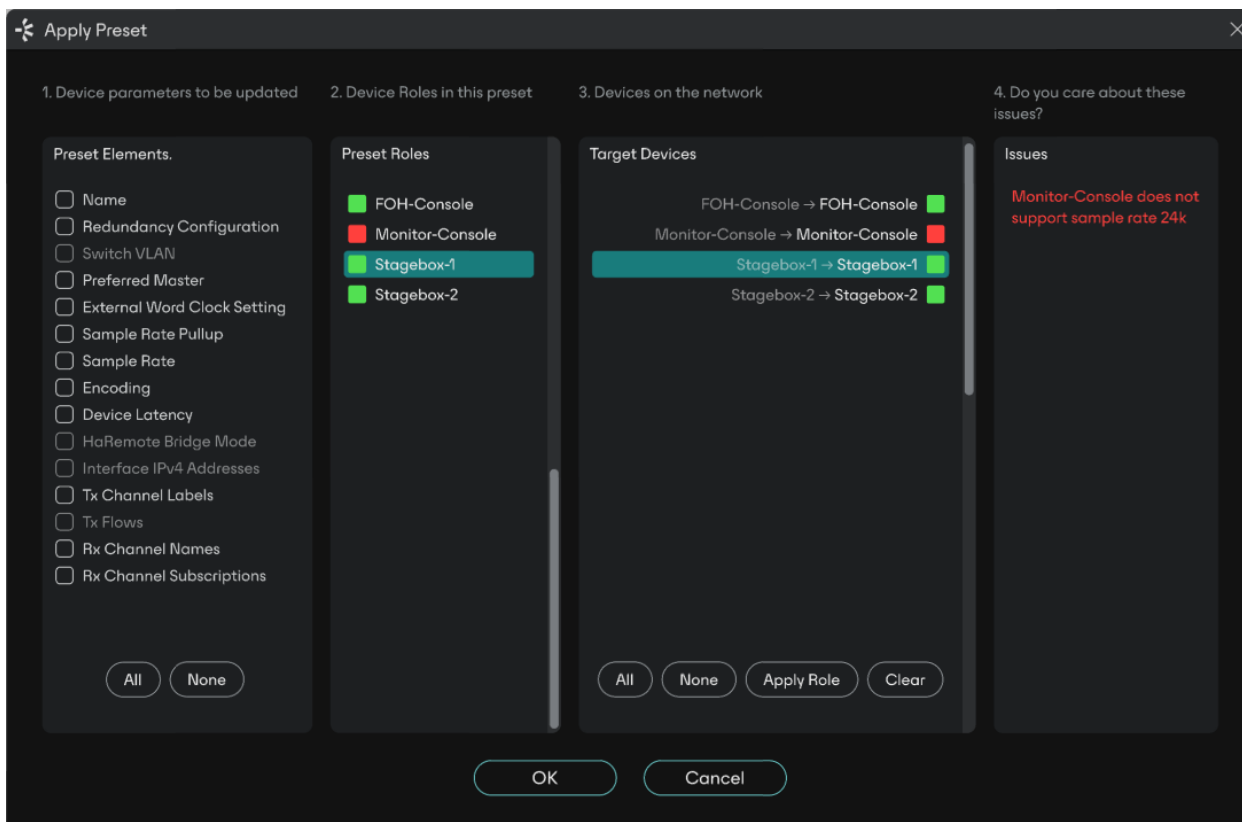 Apply Preset
1. Device parameters to be updated
2. Device Roles in this preset
3. Devices on the network
4. Do you care about these
issues?
Preset Elements.
Name
Redundancy Configuration
Switch VLAN
Preferred Master
External Word Clock Setting
Sample Rate Pullup
Sample Rate
Encoding
Device Latency
HaRemote Bridge Mode
Interface IPv4 Addresses
Tx Channel Labels
Tx Flows
Rx Channel Names
Rx Channel Subscriptions
All
None
Preset Roles
FOH-Console
Monitor-Console
Stagebox-1
Stagebox-2
Target Devices
FOH-Console → FOH-Console
Monitor-Console → Monitor-Console
Stagebox-1 → Stagebox-1
Stagebox-2 → Stagebox-2
All
None
Apply Role
Clear
Issues
Monitor-Console does not
support sample rate 24k
OK
Cancel